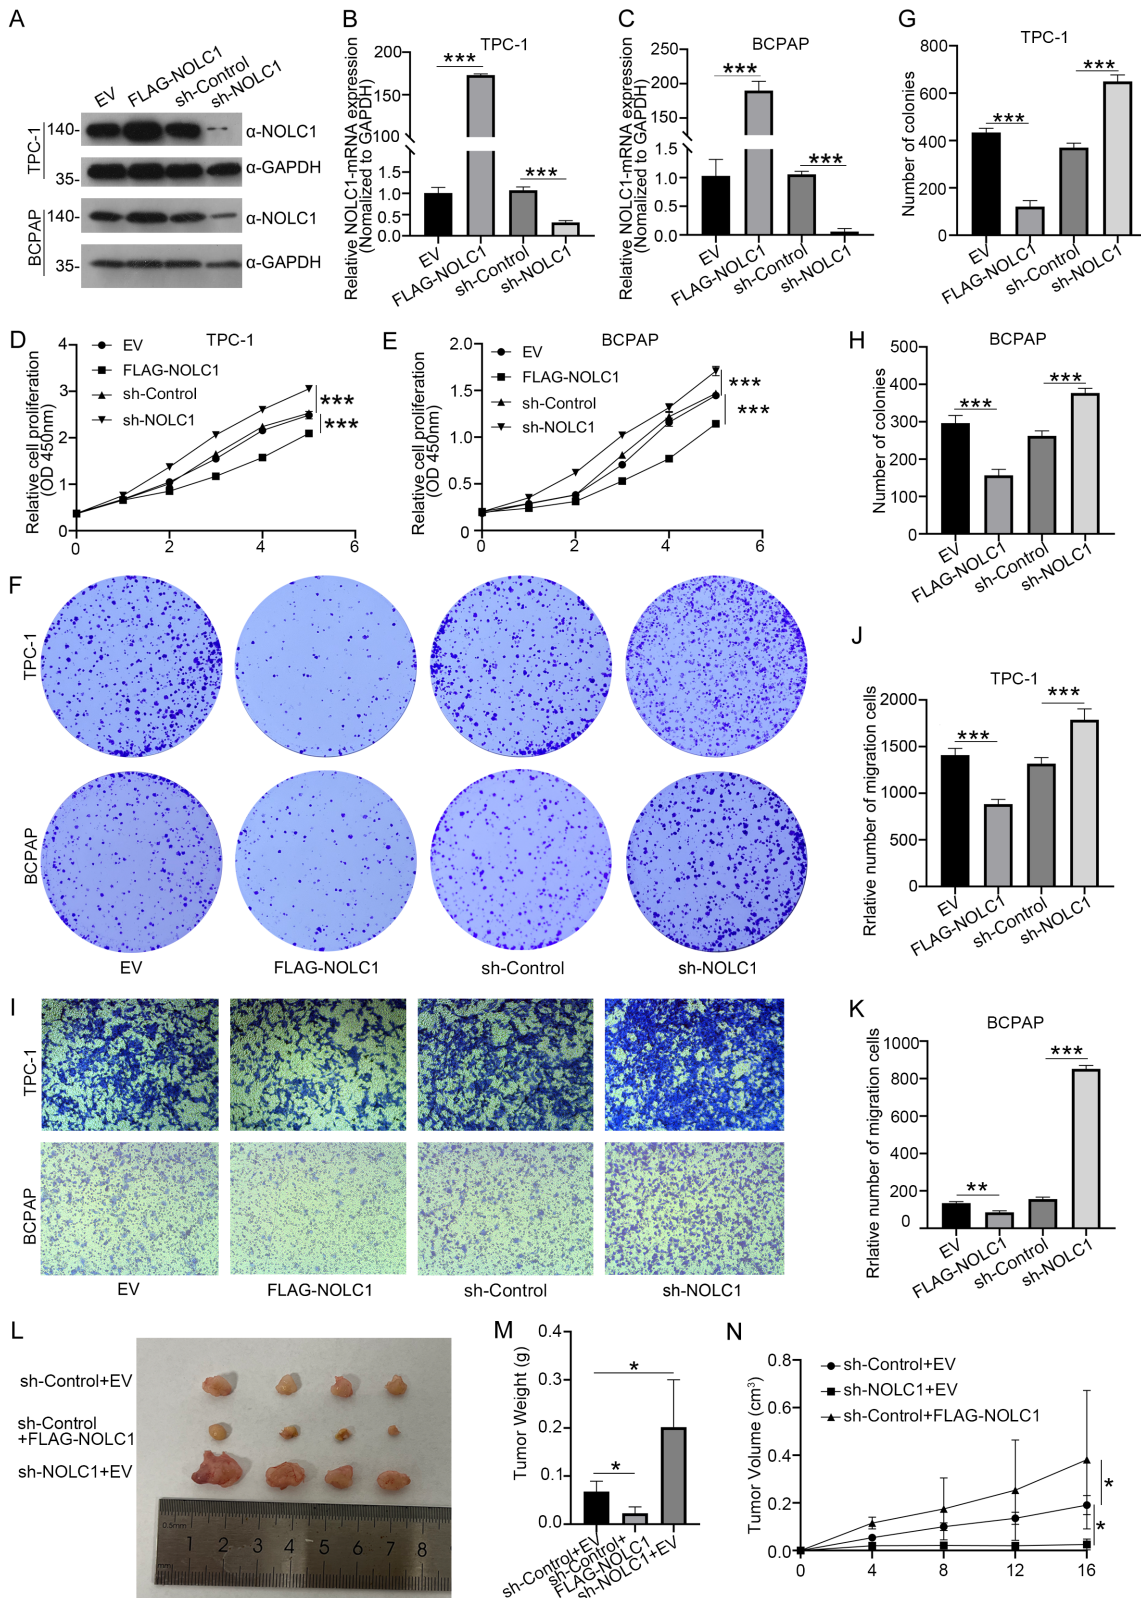 A
EV
FLAG-NOLC1
sh-Control
sh-NOLC1
TPC-1
140-
α-NOLC1
35-
α-GAPDH
BCPAP
140-
α-NOLC1
35-
α-GAPDH
B
TPC-1
Relative NOLC1-mRNA expression
(Nomalized to GAPDH)
200
150
100
1.5
1.0
0.5
0.0
***
***
EV
FLAG-NOLC1
sh-Control
sh-NOLC1
C
BCPAP
Relative NOLC1-mRNA expression
(Nomalized to GAPDH)
250
200
150
1.5
1.0
0.5
0.0
***
***
EV
FLAG-NOLC1
sh-Control
sh-NOLC1
G
TPC-1
Number of colonies
800
600
400
200
0
***
***
EV
FLAG-NOLC1
sh-Control
sh-NOLC1
D
TPC-1
Relative cell proliferation
(OD 450nm)
4
3
2
1
0
0
2
4
6
EV
FLAG-NOLC1
sh-Control
sh-NOLC1
***
***
E
BCPAP
Relative cell proliferation
(OD 450nm)
2.0
1.5
1.0
0.5
0
0
2
4
6
EV
FLAG-NOLC1
sh-Control
sh-NOLC1
***
***
H
BCPAP
Number of colonies
500
400
300
200
100
0
***
***
EV
FLAG-NOLC1
sh-Control
sh-NOLC1
F
TPC-1
BCPAP
EV
FLAG-NOLC1
sh-Control
sh-NOLC1
J
TPC-1
Rrlative number of migration cells
2000
1500
1000
500
0
***
***
EV
FLAG-NOLC1
sh-Control
sh-NOLC1
I
TPC-1
BCPAP
EV
FLAG-NOLC1
sh-Control
sh-NOLC1
K
BCPAP
Rrlative number of migration cells
1000
800
600
400
200
0
**
***
EV
FLAG-NOLC1
sh-Control
sh-NOLC1
L
sh-Control+EV
sh-Control
+FLAG-NOLC1
sh-NOLC1+EV
0.5mm
1 2 3 4 5 6 7 8
M
Tumor Weight (g)
0.4
0.3
0.2
0.1
0.0
*
*
sh-Control+EV
sh-Control+
FLAG-NOLC1
sh-NOLC1+EV
N
Tumor Volume (cm³)
0.8
0.6
0.4
0.2
0
0
4
8
12
16
sh-Control+EV
sh-NOLC1+EV
sh-Control+FLAG-NOLC1
*
*